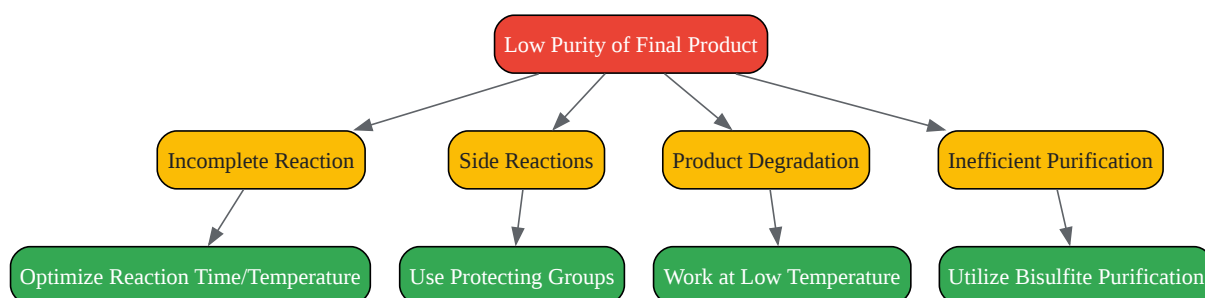 Low Purity of Final Product
Incomplete Reaction
Side Reactions
Product Degradation
Inefficient Purification
Optimize Reaction Time/Temperature
Use Protecting Groups
Work at Low Temperature
Utilize Bisulfite Purification